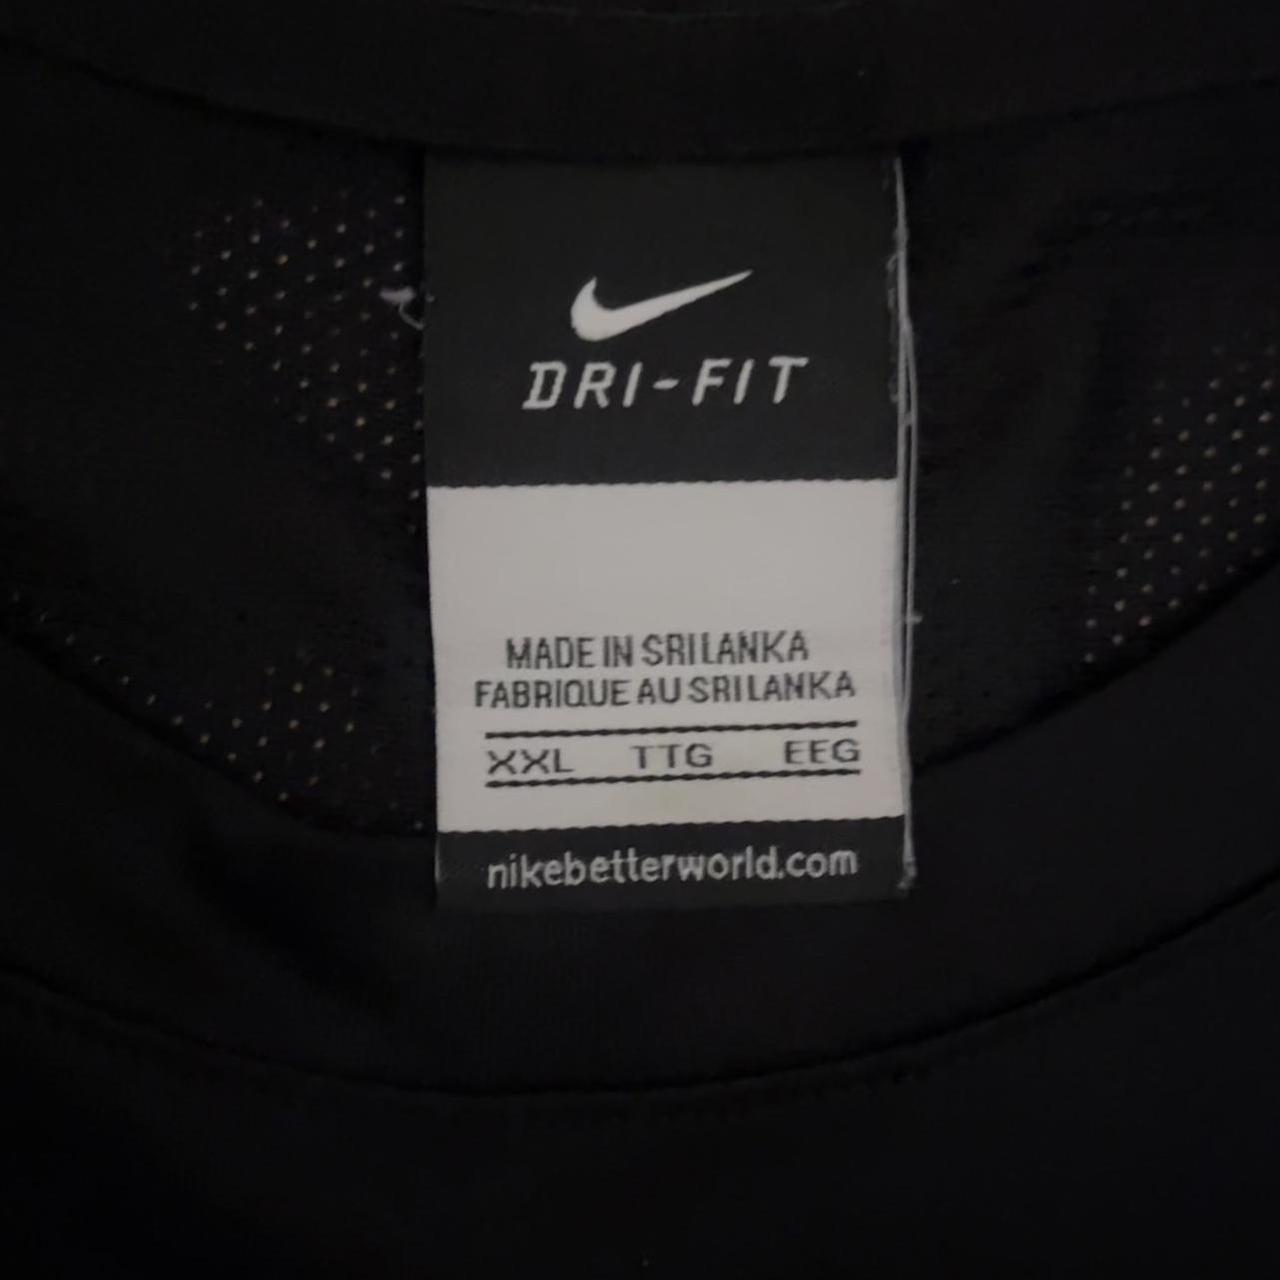 DRI-FIT
MADE IN SRI LANKA
FABRIQUE AU SRI LANKA
XXL TTG EEG
nikebetterworld.com